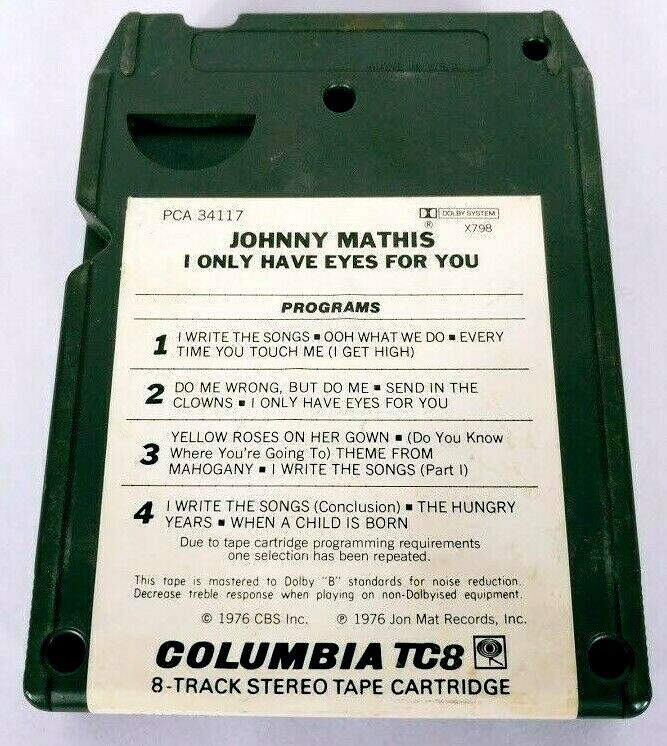 MADE IN U.S.A.
PCA 34117
DOLBY SYSTEM
®
X798
JOHNNY MATHIS
I ONLY HAVE EYES FOR YOU
PROGRAMS
1 I WRITE THE SONGS ▪ OOH WHAT WE DO ▪ EVERY
TIME YOU TOUCH ME (I GET HIGH)
2 DO ME WRONG, BUT DO ME ▪ SEND IN THE
CLOWNS ▪ I ONLY HAVE EYES FOR YOU
3 YELLOW ROSES ON HER GOWN ▪ (Do You Know
Where You're Going To) THEME FROM
MAHOGANY ▪ I WRITE THE SONGS (Part I)
4 I WRITE THE SONGS (Conclusion) ▪ THE HUNGRY
YEARS ▪ WHEN A CHILD IS BORN
Due to tape cartridge programming requirements
one selection has been repeated.
This tape is mastered to Dolby "B" standards for noise reduction.
Decrease treble response when playing on non-Dolbyised equipment.
© 1976 CBS Inc. ℗ 1976 Jon Mat Records, Inc.
COLUMBIA TC8
8-TRACK STEREO TAPE CARTRIDGE